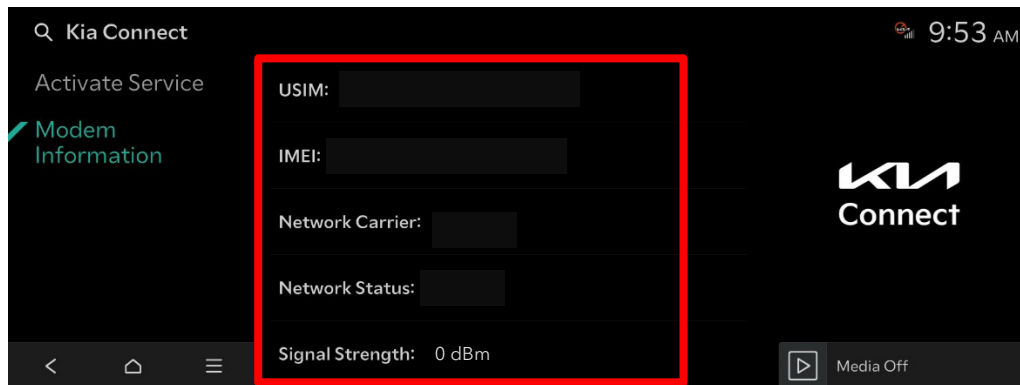 Kia Connect
9:53 AM
Activate Service
Modem
Information
USIM:
IMEI:
Network Carrier:
Network Status:
Signal Strength: 0 dBm
KIA
Connect
Media Off